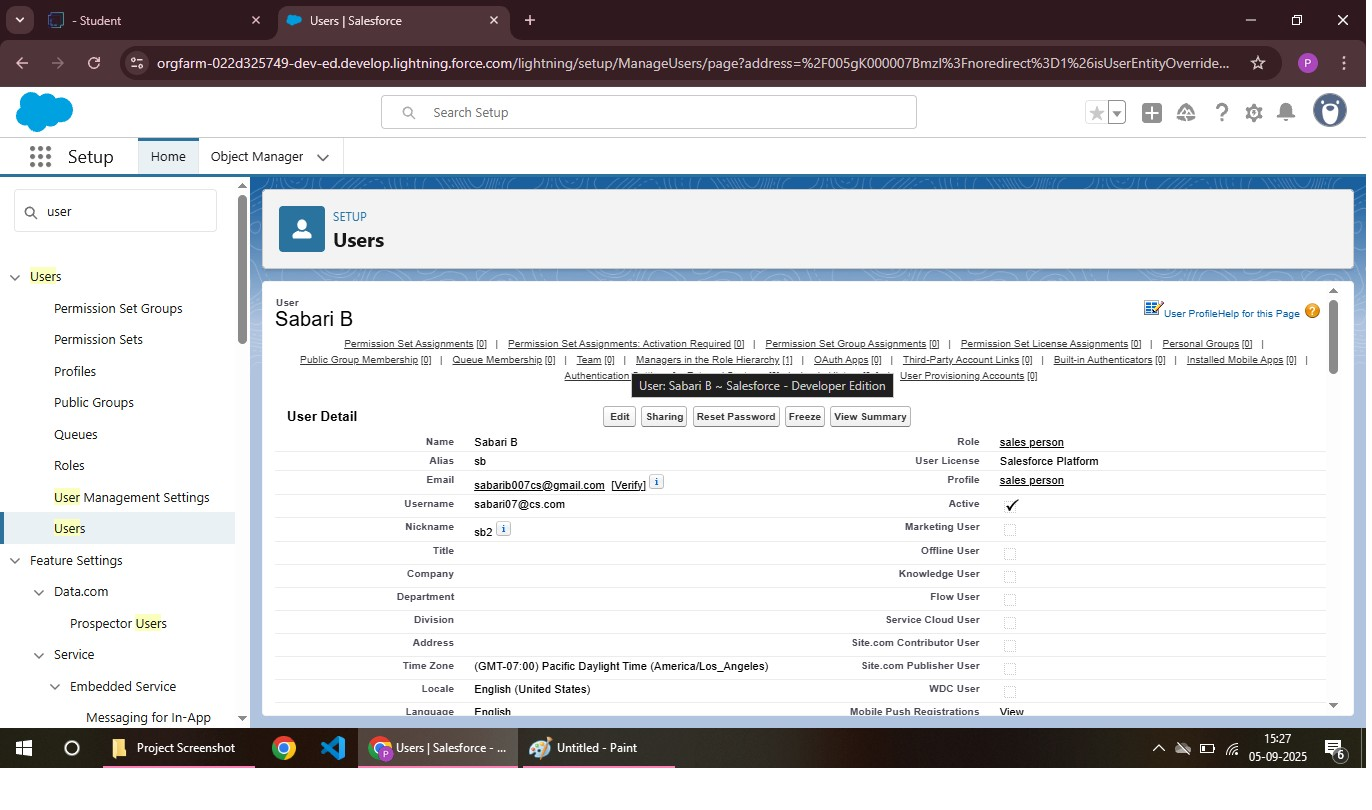 - Student
Users | Salesforce
orgfarm-022d325749-dev-ed.develop.lightning.force.com/lightning/setup/ManageUsers/page?address=%2F005gK000007Bmzl%3Fnoredirect%3D1%26isUserEntityOverride...
P
Search Setup
Setup
Home
Object Manager
user
Users
Permission Set Groups
Permission Sets
Profiles
Public Groups
Queues
Roles
User Management Settings
Users
Feature Settings
Data.com
Prospector Users
Service
Embedded Service
Messaging for In-App
SETUP
Users
User
Sabari B
User Profile Help for this Page
Permission Set Assignments [0] | Permission Set Assignments: Activation Required [0] | Permission Set Group Assignments [0] | Permission Set License Assignments [0] | Personal Groups [0] |
Public Group Membership [0] | Queue Membership [0] | Team [0] | Managers in the Role Hierarchy [1] | OAuth Apps [0] | Third-Party Account Links [0] | Built-in Authenticators [0] | Installed Mobile Apps [0] |
Authentication User Provisioning Accounts [0]
User: Sabari B ~ Salesforce - Developer Edition
User Detail
Edit Sharing Reset Password Freeze View Summary
Name Sabari B Role sales person
Alias sb User License Salesforce Platform
Email sabarib007cs@gmail.com [Verify] i Profile sales person
Username sabari07@cs.com Active
Nickname sb2 i Marketing User
Title Offline User
Company Knowledge User
Department Flow User
Division Service Cloud User
Address Site.com Contributor User
Time Zone (GMT-07:00) Pacific Daylight Time (America/Los_Angeles) Site.com Publisher User
Locale English (United States) WDC User
Language English Mobile Push Registrations View
Project Screenshot
Users | Salesforce - ...
Untitled - Paint
15:27
05-09-2025
6